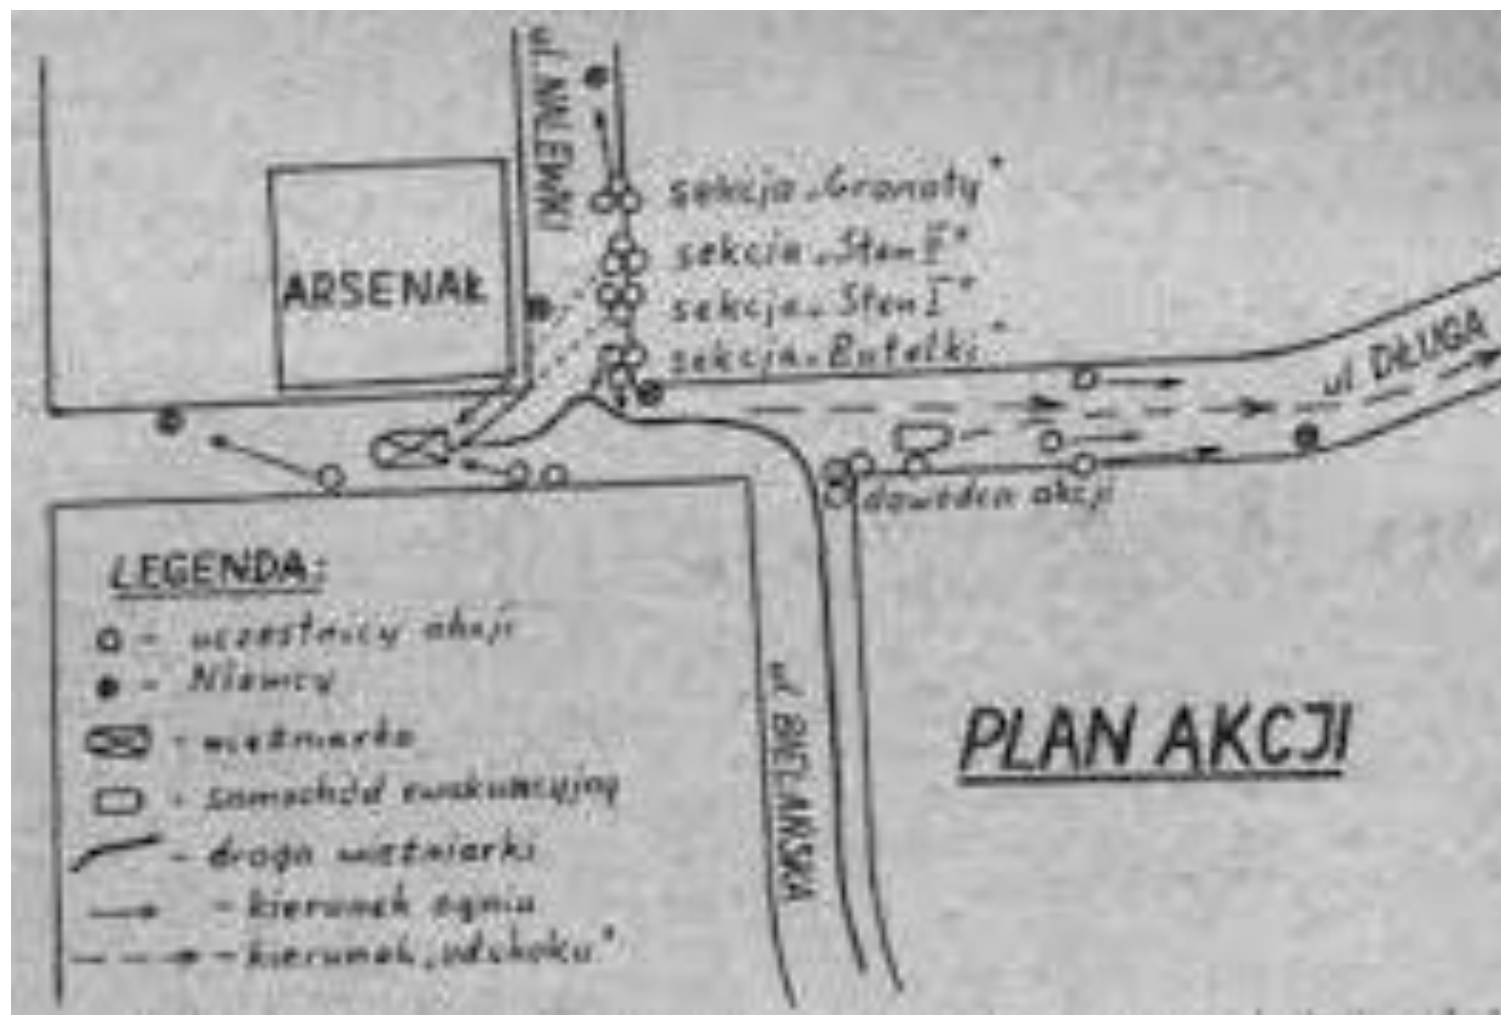 ul. NALEWKI
sekcja „Granaty"
sekcja „Sten II"
ARSENAŁ
sekcja „Sten I"
sekcja „Butelki"
ul DŁUGA
dowódca akcji
LEGENDA:
- uczestnicy akcji
- Niemcy
- więźniarka
- samochód ewakuacyjny
- droga więźniarki
- kierunek ognia
- kierunek „odskoku"
ul. BIELAŃSKA
PLAN AKCJI